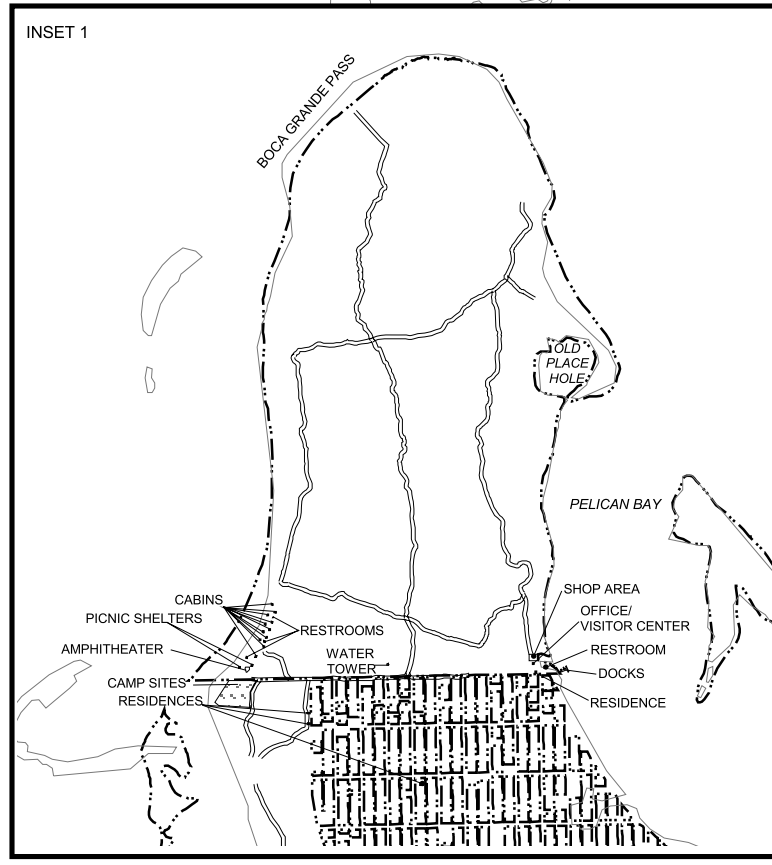 INSET 1
BOCA GRANDE PASS
OLD
PLACE
HOLE
PELICAN BAY
SHOP AREA
CABINS
OFFICE/
VISITOR CENTER
PICNIC SHELTERS
RESTROOMS
AMPHITHEATER
WATER
TOWER
RESTROOM
DOCKS
CAMP SITES
RESIDENCES
RESIDENCE